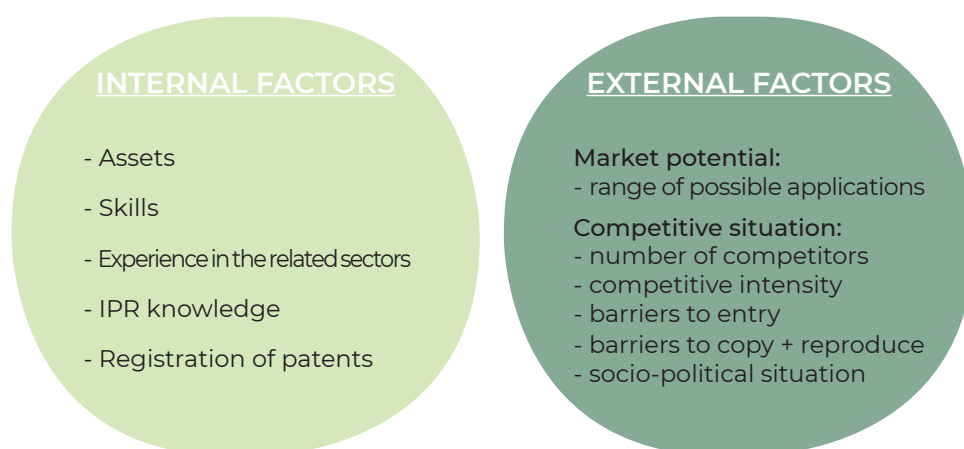 INTERNAL FACTORS
- Assets
- Skills
- Experience in the related sectors
- IPR knowledge
- Registration of patents
EXTERNAL FACTORS
Market potential:
- range of possible applications
Competitive situation:
- number of competitors
- competitive intensity
- barriers to entry
- barriers to copy + reproduce
- socio-political situation